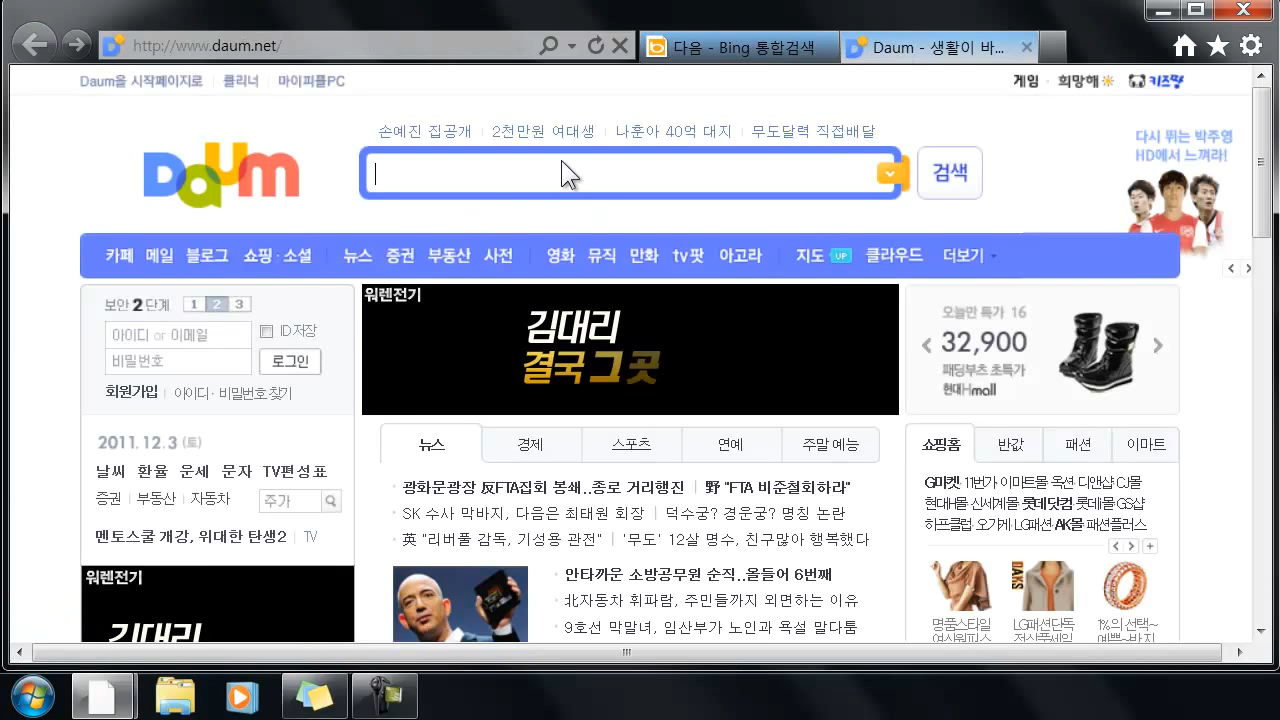 http://www.daum.net/
다음 - Bing 통합검색
Daum - 생활이 바...
Daum을 시작페이지로 클리너 마이피플PC
게임 · 희망해 키즈짱
손예진 집공개 2천만원 여대생 나훈아 40억 대지 무도달력 직접배달
다시 뛰는 박주영
HD에서 느껴라!
Daum
검색
카페 메일 블로그 쇼핑·소셜 뉴스 증권 부동산 사전 영화 뮤직 만화 tv팟 아고라 지도 UP 클라우드 더보기
보안 2단계 1 2 3
아이디 or 이메일 ID저장
비밀번호 로그인
회원가입 아이디·비밀번호 찾기
워렌전기
김대리
결국 그 곳
오늘만 특가 16
32,900
패딩부츠 초특가
현대Hmall
2011.12.3 (토)
날씨 환율 운세 문자 TV편성표
증권 부동산 자동차 주가
멘토스쿨 개강, 위대한 탄생2 TV
워렌전기
김대리
뉴스 경제 스포츠 연예 주말 예능
광화문광장 反FTA집회 봉쇄..종로 거리행진 野 "FTA 비준철회하라"
SK 수사 막바지, 다음은 최태원 회장 덕수궁? 경운궁? 명칭 논란
英 "리버풀 감독, 기성용 관전" '무도' 12살 명수, 친구많아 행복했다
안타까운 소방공무원 순직..올들어 6번째
北자동차 휘파람, 주민들까지 외면하는 이유
9호선 막말녀, 임산부가 노인과 욕설 말다툼
쇼핑홈 반값 패션 이마트
G마켓 11번가 이마트몰 옥션 디앤샵 CJ몰
현대H몰 신세계몰 롯데닷컴 롯데몰 GS샵
하프클럽 오가게 LG패션 AK몰 패션플러스
DAKS
명품스타일 LG패션단독 1%의 선택~